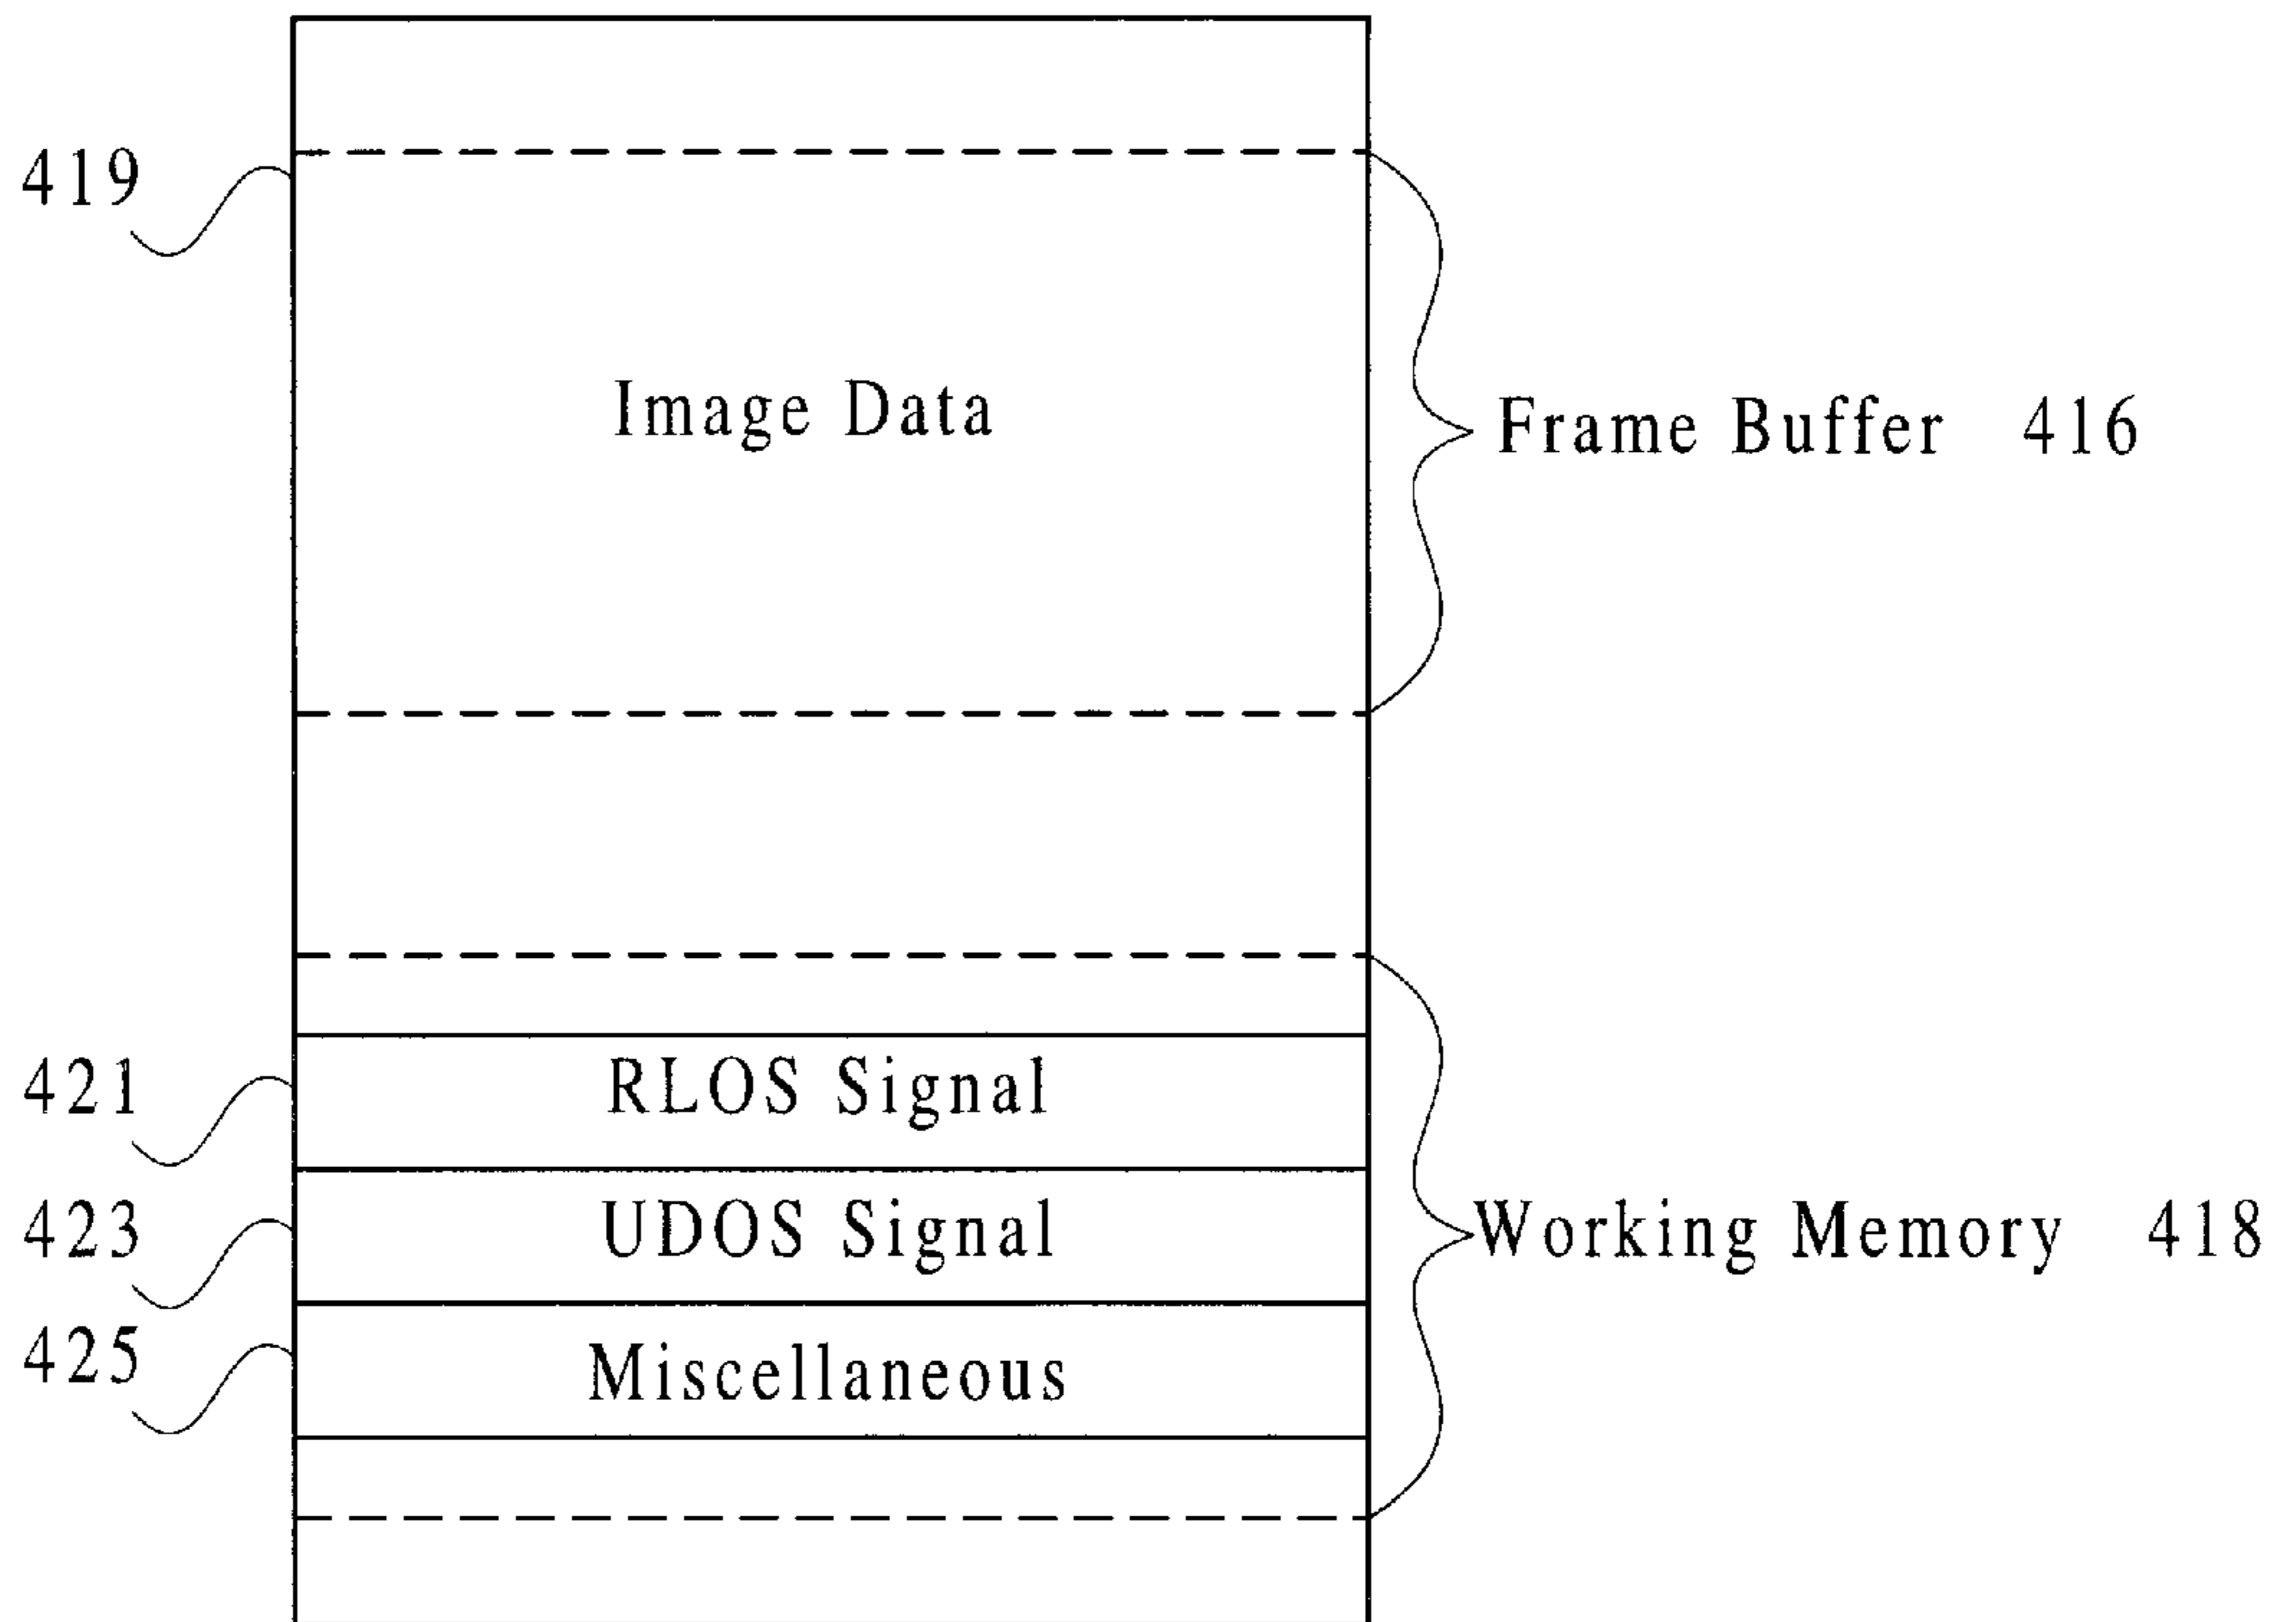 419
Image Data
Frame Buffer 416
421
RLOS Signal
423
UDOS Signal
Working Memory 418
425
Miscellaneous